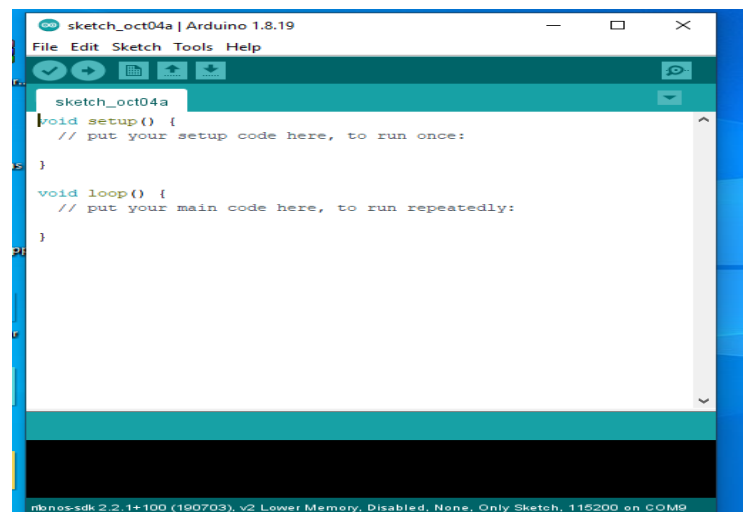 sketch_oct04a | Arduino 1.8.19
File Edit Sketch Tools Help
sketch_oct04a
void setup() {
// put your setup code here, to run once:
}
void loop() {
// put your main code here, to run repeatedly:
}
nonos-sdk 2.2.1+100 (190703), v2 Lower Memory, Disabled, None, Only Sketch, 115200 on COM9